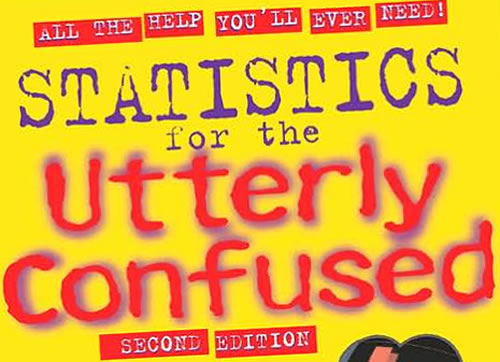 ALL THE HELP YOU'LL EVER NEED!
STATISTICS
for the
Utterly
Confused
SECOND EDITION